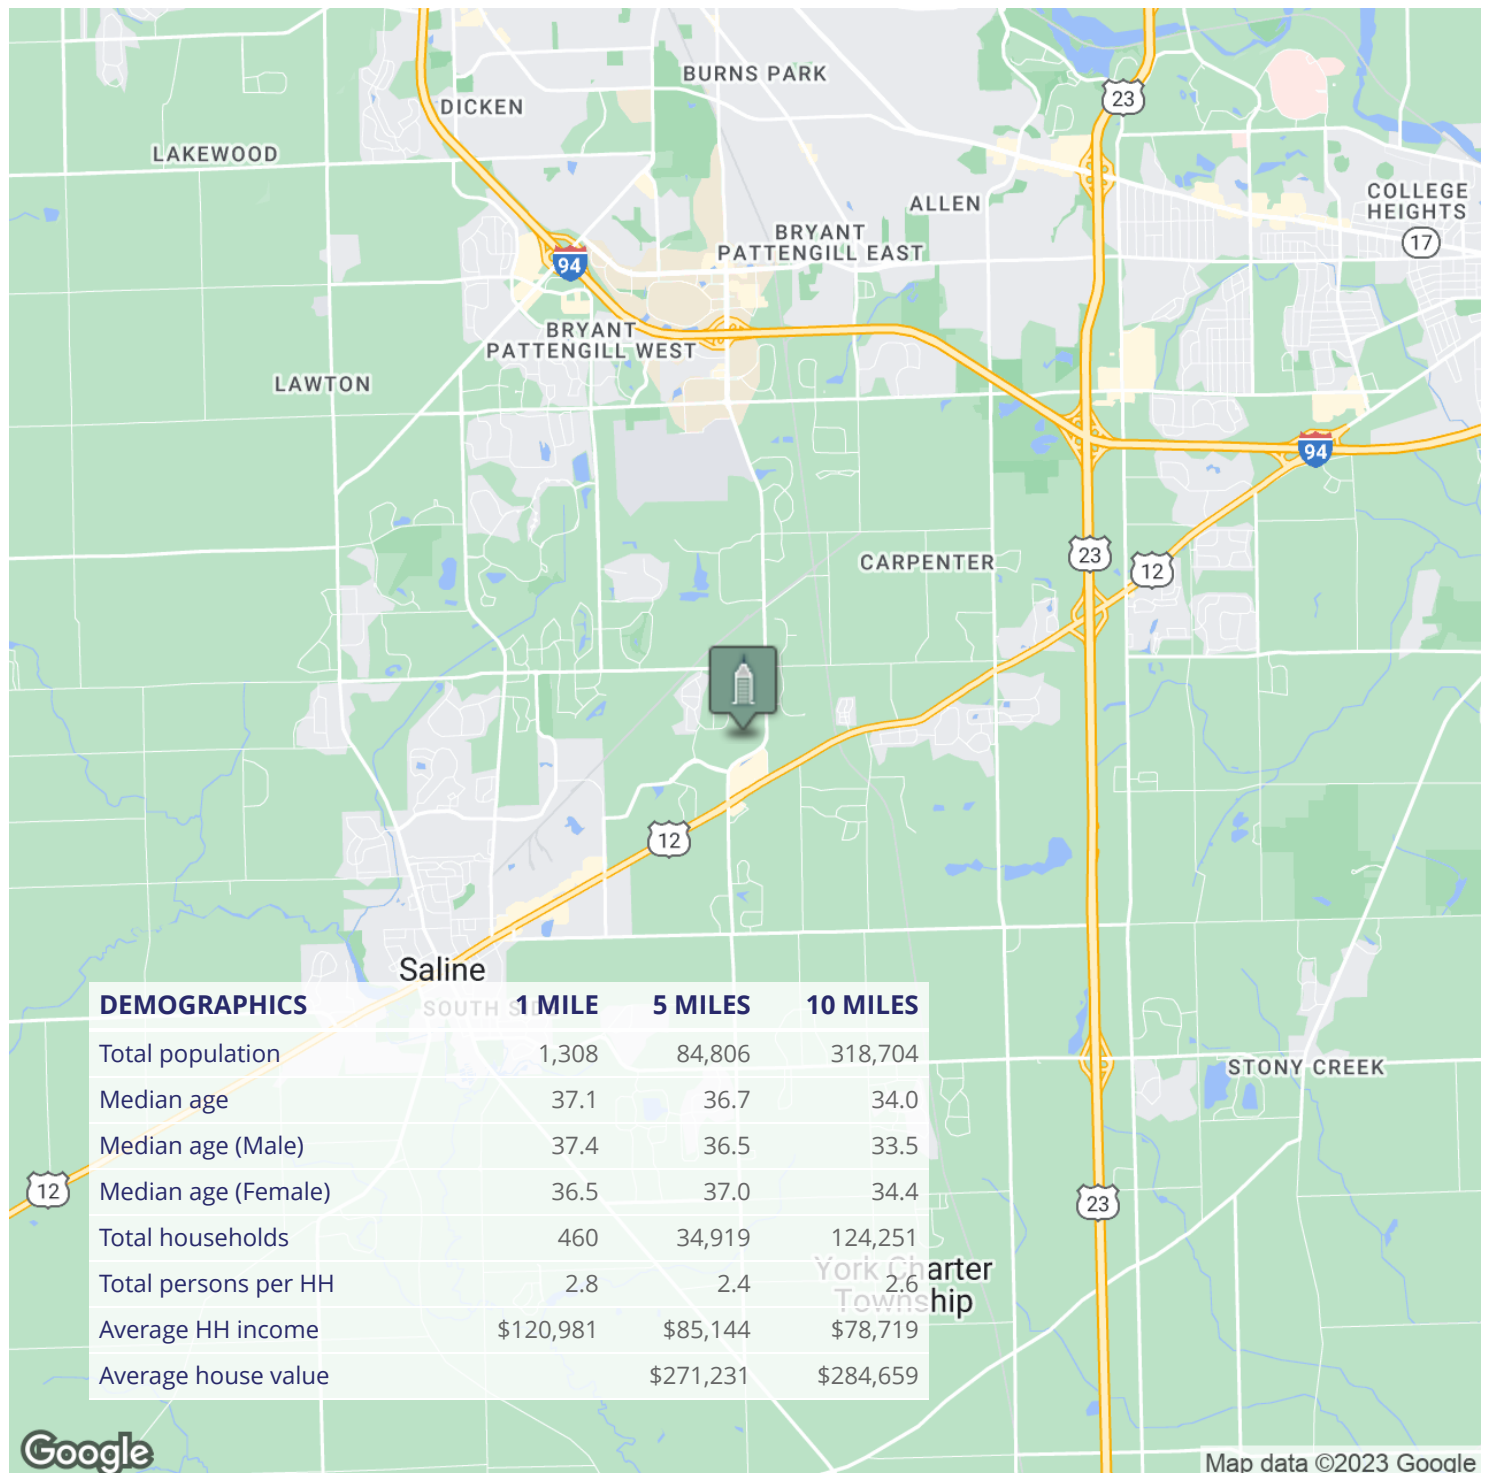 BURNS PARK
23
DICKEN
LAKEWOOD
COLLEGE
HEIGHTS
ALLEN
17
BRYANT
PATTENGILL EAST
94
BRYANT
PATTENGILL WEST
LAWTON
94
CARPENTER
23
12
12
Saline
SOUTH SIDE
DEMOGRAPHICS 1 MILE 5 MILES 10 MILES
Total population 1,308 84,806 318,704
Median age 37.1 36.7 34.0
STONY CREEK
Median age (Male) 37.4 36.5 33.5
Median age (Female) 36.5 37.0 34.4
12
23
Total households 460 34,919 124,251
York Charter
Township
Total persons per HH 2.8 2.4 2.6
Average HH income $120,981 $85,144 $78,719
Average house value $271,231 $284,659
Google
Map data ©2023 Google